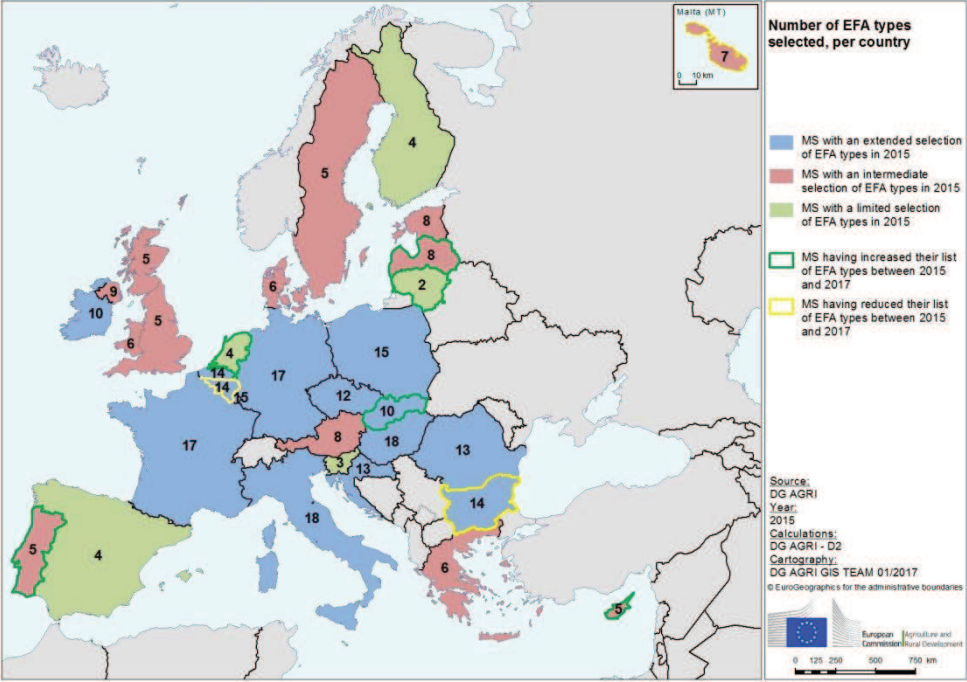 Malta (MT)
7
0 10 km
Number of EFA types
selected, per country
MS with an extended selection
of EFA types in 2015
MS with an intermediate
selection of EFA types in 2015
MS with a limited selection
of EFA types in 2015
MS having increased their list
of EFA types between 2015
and 2017
MS having reduced their list
of EFA types between 2015
and 2017
4
5
8
8
2
5
9
10
5
6
6
4
14
14
15
17
15
12
10
17
8
18
13
3
13
18
14
5
4
6
5
Source:
DG AGRI
Year:
2015
Calculations:
DG AGRI - D2
Cartography:
DG AGRI GIS TEAM 01/2017
© EuroGeographics for the administrative boundaries
European
Commission
Agriculture and
Rural Development
0 125 250 500 750 km